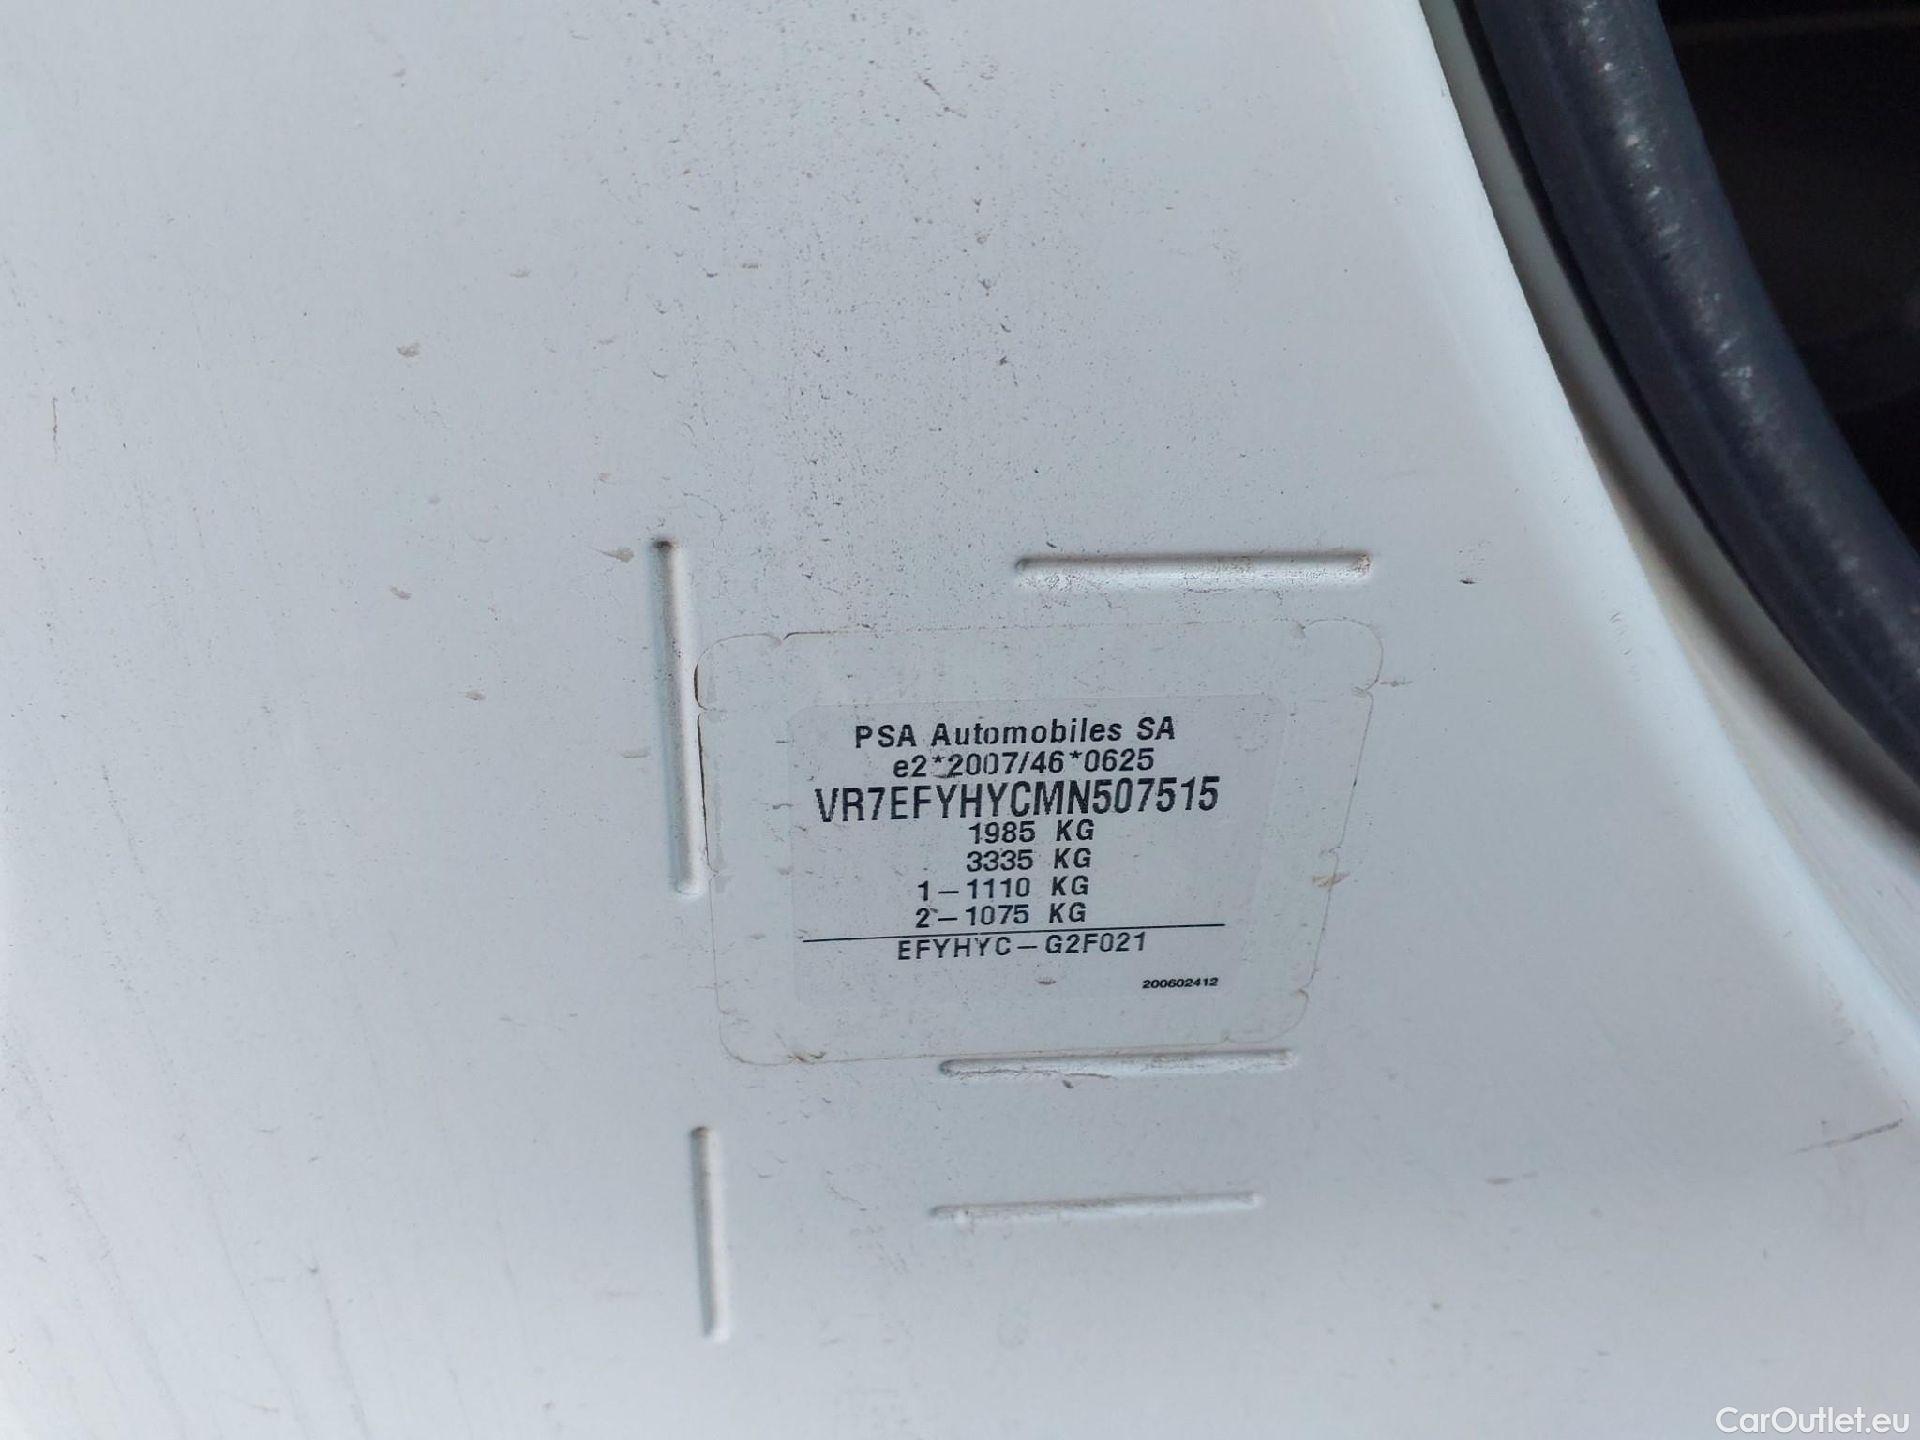 PSA Automobiles SA
e2*2007/46*0625
VR7EFYHYCMN507515
1985 KG
3335 KG
1-1110 KG
2-1075 KG
EFYHYC-G2F021
200602412
CarOutlet.eu